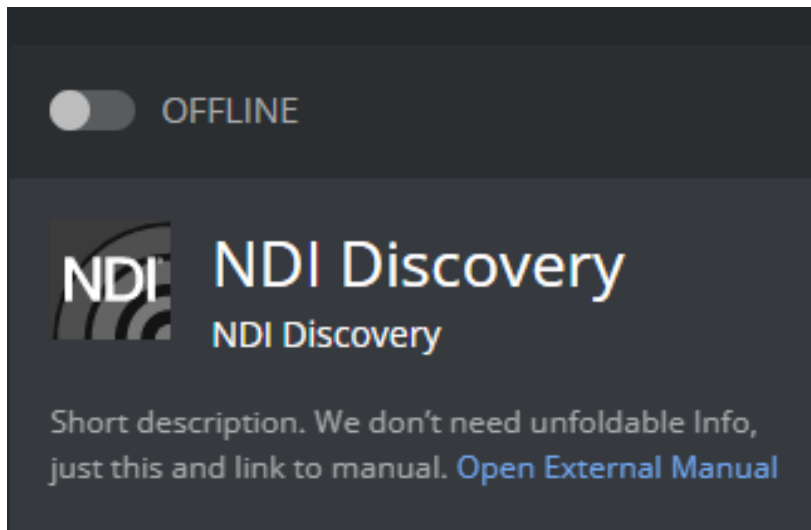 OFFLINE
NDI
NDI Discovery
NDI Discovery
Short description. We don’t need unfoldable Info,
just this and link to manual. Open External Manual